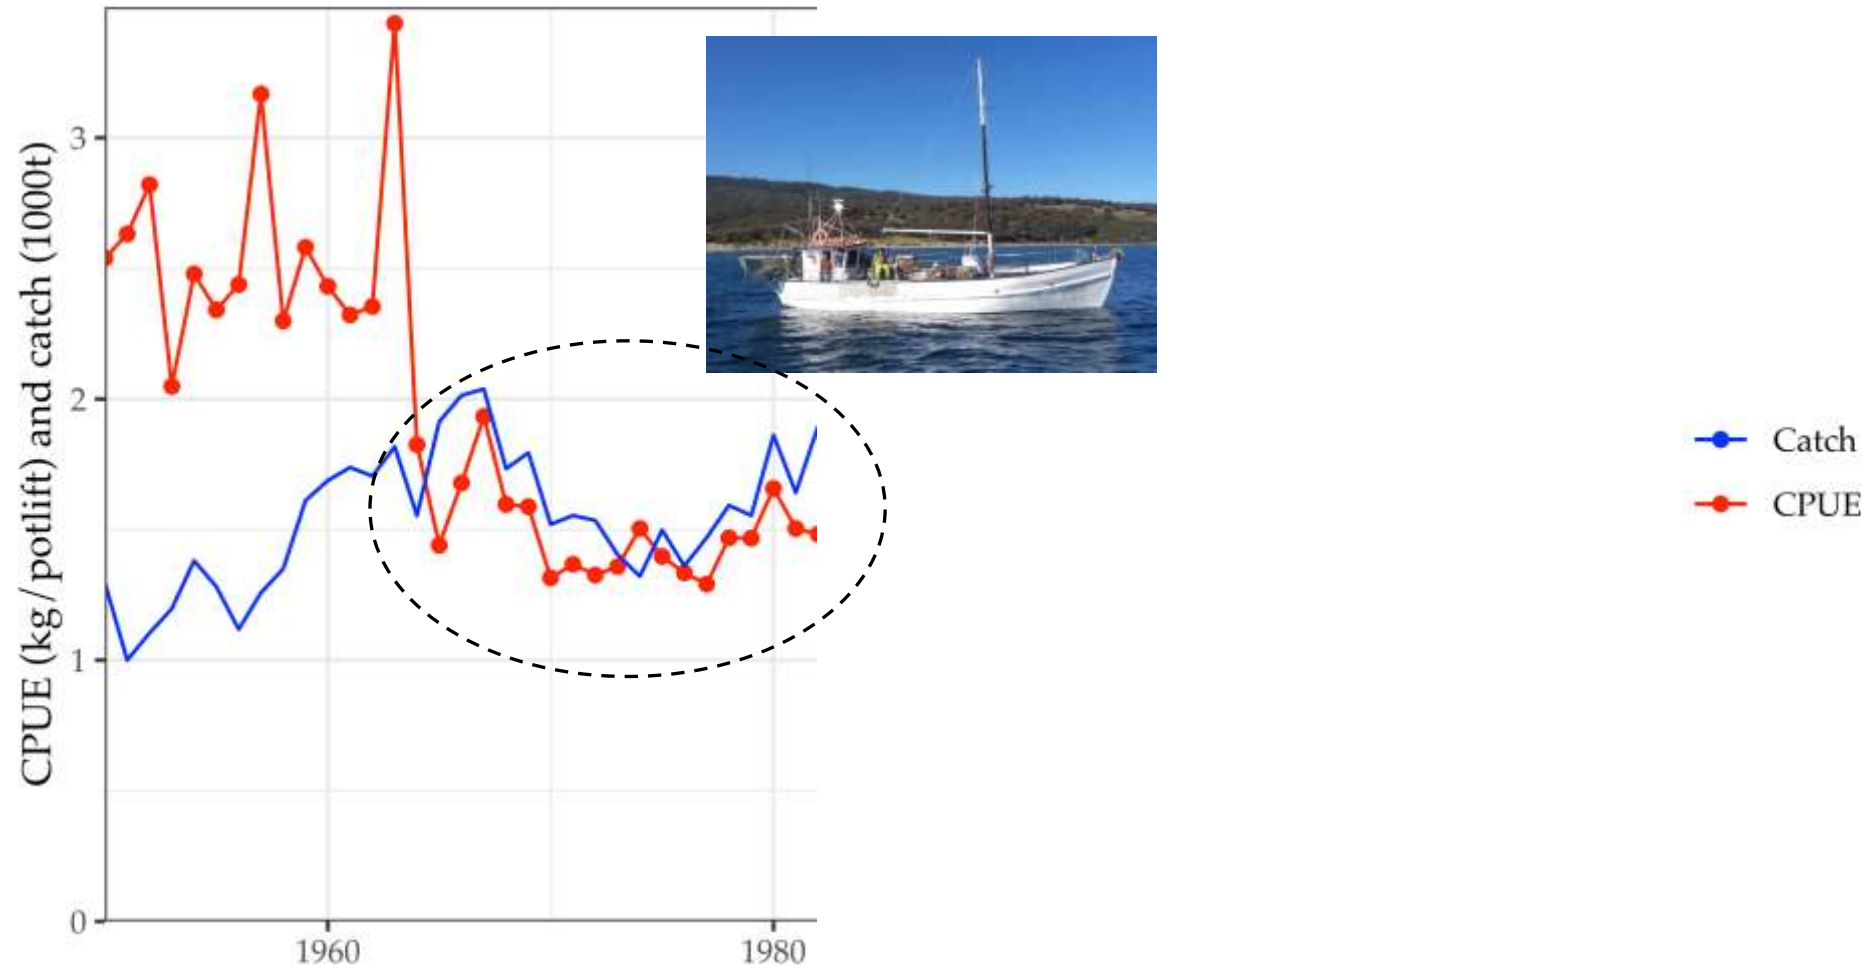 CPUE (kg/potlift) and catch (1000t)
3
2
1
0
1960
1980
Catch
CPUE